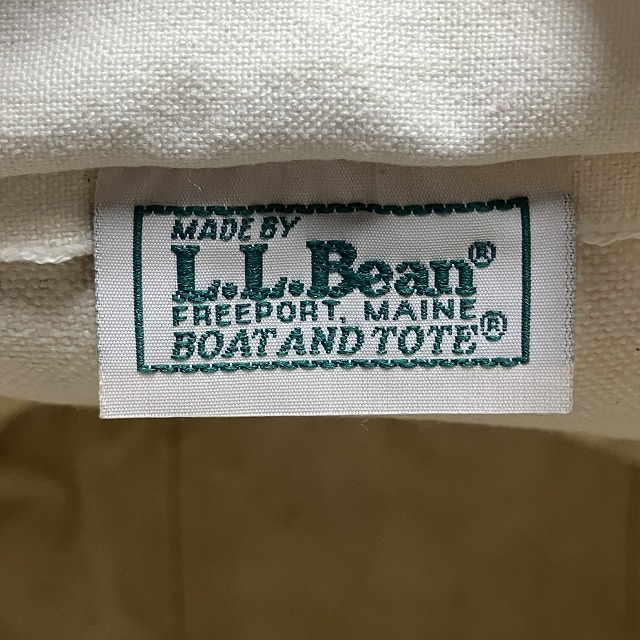 MADE BY
L.L.Bean®
FREEPORT, MAINE
BOAT AND TOTE®